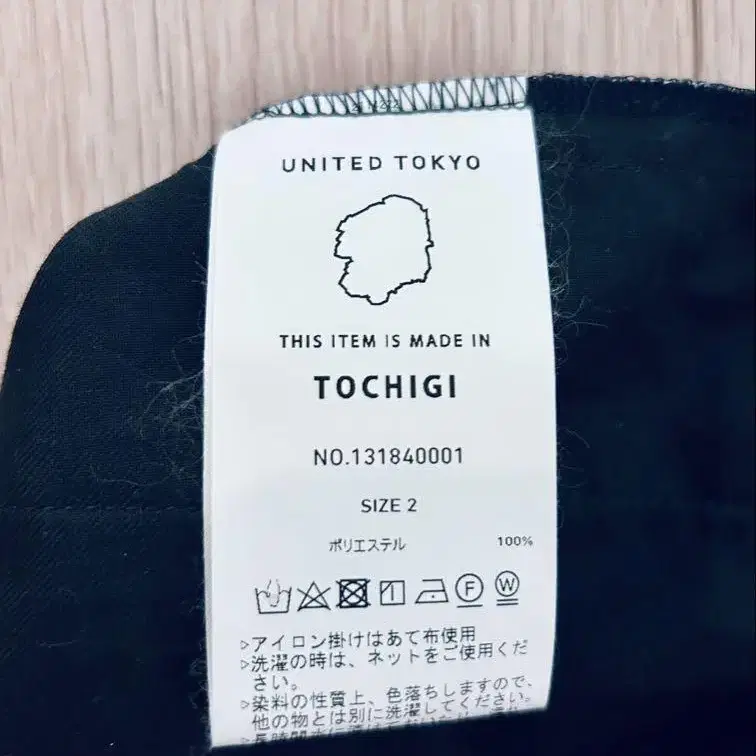 UNITED TOKYO
THIS ITEM IS MADE IN
TOCHIGI
NO.131840001
SIZE 2
ポリエステル 100%
F W
▷アイロン掛けはあて布使用
▷洗濯の時は、ネットをご使用くだ
さい。
▷染料の性質上、色落ちしますので、
他の物とは別に洗濯してください。